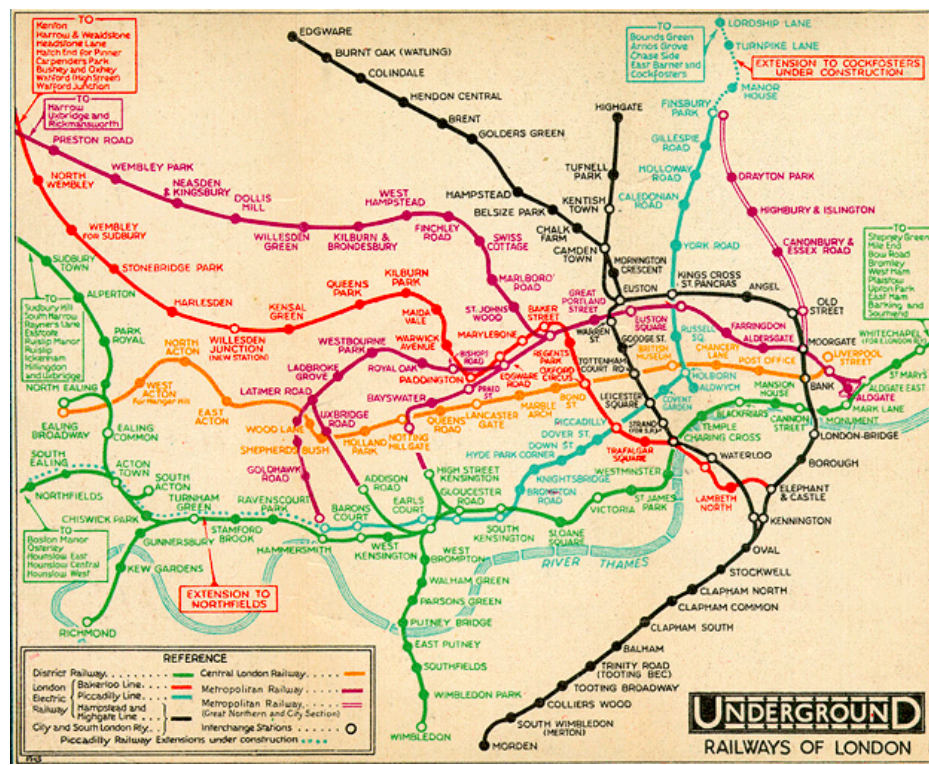 TO
Kenton
Harrow & Wealdstone
Headstone Lane
Hatch End for Pinner
Carpenders Park
Bushey and Oxhey
Watford (High Street)
Watford Junction
TO
Harrow
Uxbridge and
Rickmansworth
EDGWARE
BURNT OAK (WATLING)
COLINDALE
HENDON CENTRAL
BRENT
GOLDERS GREEN
HAMPSTEAD
BELSIZE PARK
CHALK
FARM
CAMDEN
TOWN
HIGHGATE
TUFNELL
PARK
KENTISH
TOWN
MORNINGTON
CRESCENT
EUSTON
TO
Bounds Green
Arnos Grove
Chase Side
East Barnet and
Cockfosters
LORDSHIP LANE
TURNPIKE LANE
EXTENSION TO COCKFOSTERS
UNDER CONSTRUCTION
MANOR
HOUSE
FINSBURY
PARK
GILLESPIE
ROAD
HOLLOWAY
ROAD
CALEDONIAN
ROAD
YORK ROAD
KINGS CROSS
ST. PANCRAS
DRAYTON PARK
HIGHBURY & ISLINGTON
CANONBURY &
ESSEX ROAD
OLD
STREET
ANGEL
MOORGATE
TO
Stepney Green
Mile End
Bow Road
Bromley
West Ham
Plaistow
Upton Park
East Ham
Barking and
Southend
WHITECHAPEL
(FOR LONDON RLY)
ST MARYS
ALDGATE EAST
ALDGATE
MARK LANE
MONUMENT
LIVERPOOL
STREET
PRESTON ROAD
WEMBLEY PARK
NEASDEN
& KINGSBURY
DOLLIS
HILL
WILLESDEN
GREEN
KILBURN &
BRONDESBURY
WEST
HAMPSTEAD
FINCHLEY
ROAD
SWISS
COTTAGE
MARLBORO'
ROAD
ST. JOHNS
WOOD
NORTH
WEMBLEY
WEMBLEY
FOR SUDBURY
STONEBRIDGE PARK
HARLESDEN
WILLESDEN
JUNCTION
(NEW STATION)
KENSAL
GREEN
QUEENS
PARK
KILBURN
PARK
MAIDA
VALE
WARWICK
AVENUE
PADDINGTON
BISHOPS
ROAD
MARYLEBONE
EDGWARE
ROAD
BAKER
STREET
GREAT
PORTLAND
STREET
EUSTON
SQUARE
WARREN
ST.
GOODGE ST.
REGENTS
PARK
OXFORD
CIRCUS
TOTTENHAM
COURT RD
BRITISH
MUSEUM
RUSSELL
SQ
FARRINGDON
ALDERSGATE
CHANCERY
LANE
POST OFFICE
BANK
HOLBORN
ALDWYCH
COVENT
GARDEN
LEICESTER
SQUARE
STRAND
CHARING CROSS
TEMPLE
BLACKFRIARS
MANSION
HOUSE
CANNON
STREET
LONDON-BRIDGE
BOROUGH
SUDBURY
TOWN
ALPERTON
PARK
ROYAL
NORTH EALING
TO
Sudbury Hill
South Harrow
Rayners Lane
Eastcote
Ruislip Manor
Ruislip
Ickenham
Hillingdon
and Uxbridge
NORTH
ACTON
WEST
ACTON
For Hanger Hill
EAST
ACTON
EALING
BROADWAY
EALING
COMMON
SOUTH
EALING
ACTON
TOWN
NORTHFIELDS
SOUTH
ACTON
CHISWICK PARK
TURNHAM
GREEN
STAMFORD
BROOK
RAVENSCOURT
PARK
HAMMERSMITH
GUNNERSBURY
KEW GARDENS
RICHMOND
TO
Boston Manor
Osterley
Hounslow East
Hounslow Central
Hounslow West
EXTENSION TO
NORTHFIELDS
WESTBOURNE
PARK
LADBROKE
GROVE
LATIMER ROAD
ROYAL OAK
WOOD LANE
UXBRIDGE
ROAD
SHEPHERDS BUSH
GOLDHAWK
ROAD
HOLLAND
PARK
NOTTING
HILLGATE
BAYSWATER
PRAED
ST.
QUEENS
ROAD
LANCASTER
GATE
MARBLE
ARCH
BOND
ST.
ADDISON
ROAD
HIGH STREET
KENSINGTON
BARONS
COURT
EARLS
COURT
GLOUCESTER
ROAD
WEST
KENSINGTON
SOUTH
KENSINGTON
PICCADILLY
DOVER ST.
DOWN ST.
HYDE PARK CORNER
KNIGHTSBRIDGE
BROMPTON
ROAD
SLOANE
SQUARE
VICTORIA
ST JAMES
PARK
WESTMINSTER
TRAFALGAR
SQUARE
WATERLOO
LAMBETH
NORTH
ELEPHANT
& CASTLE
KENNINGTON
OVAL
STOCKWELL
CLAPHAM NORTH
CLAPHAM COMMON
CLAPHAM SOUTH
BALHAM
TRINITY ROAD
(TOOTING BEC)
TOOTING BROADWAY
COLLIERS WOOD
SOUTH WIMBLEDON
(MERTON)
MORDEN
RIVER THAMES
WEST
BROMPTON
WALHAM GREEN
PARSONS GREEN
PUTNEY BRIDGE
EAST PUTNEY
SOUTHFIELDS
WIMBLEDON PARK
WIMBLEDON
REFERENCE
District Railway
London Electric Railway
Bakerloo Line
Piccadilly Line
Hampstead and
Highgate Line
City and South London Rly.
Central London Railway
Metropolitan Railway
Metropolitan Railway
(Great Northern and City Section)
Interchange Stations
Piccadilly Railway Extensions under construction
UNDERGROUND
RAILWAYS OF LONDON